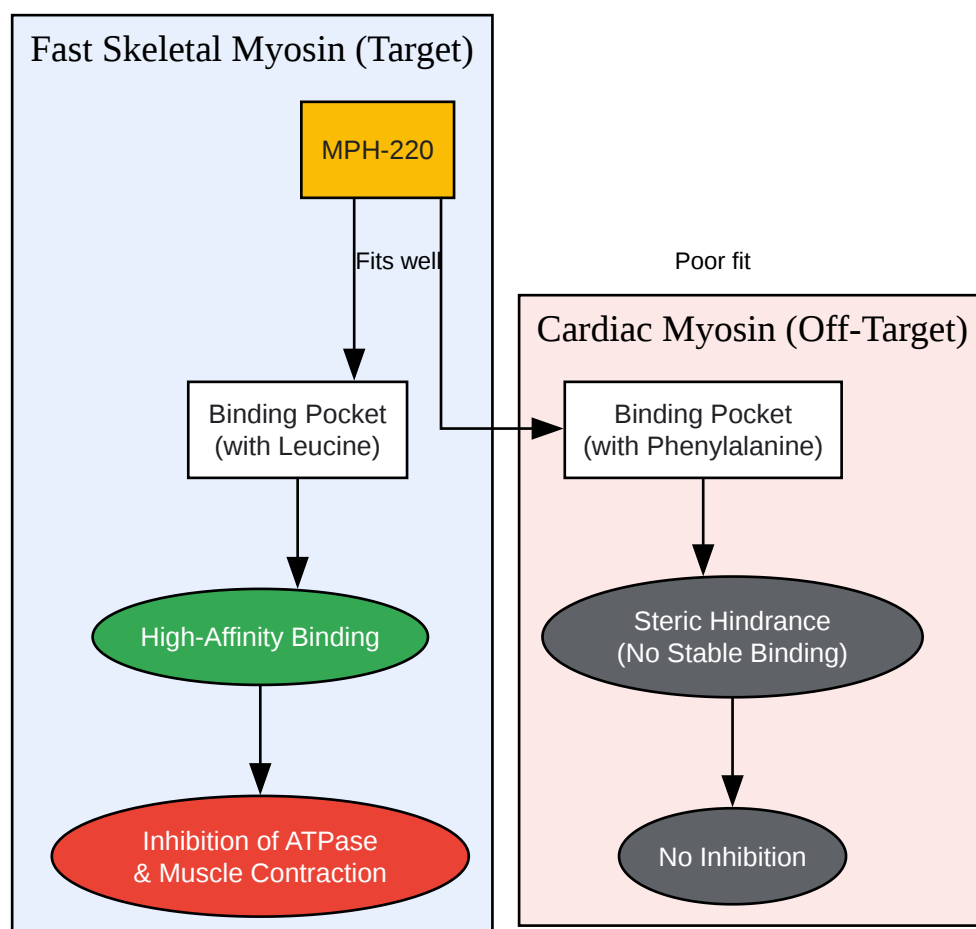 Fast Skeletal Myosin (Target)
MPH-220
Fits well
Poor fit
Cardiac Myosin (Off-Target)
Binding Pocket
(with Leucine)
Binding Pocket
(with Phenylalanine)
High-Affinity Binding
Steric Hindrance
(No Stable Binding)
Inhibition of ATPase
& Muscle Contraction
No Inhibition